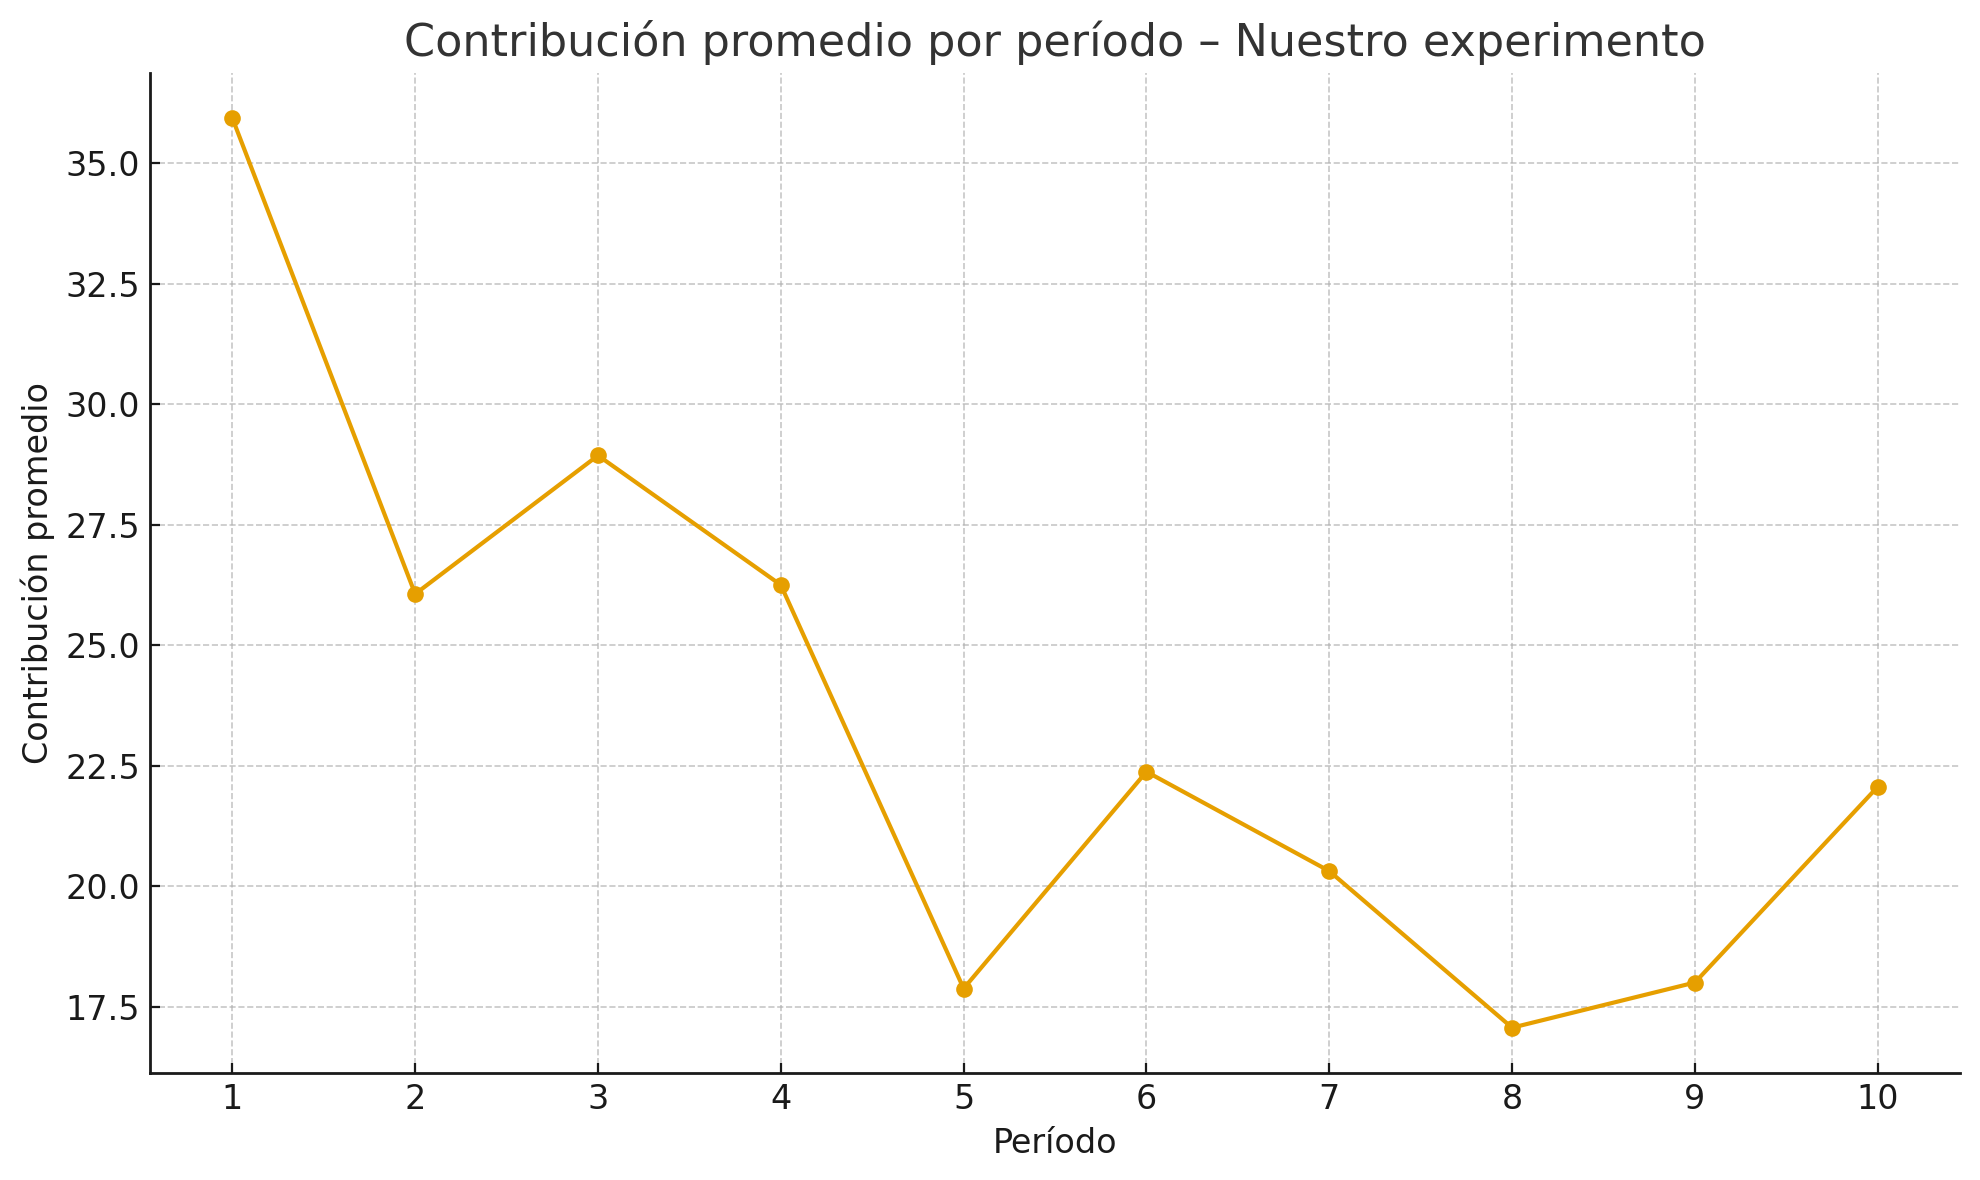 Contribución promedio por período – Nuestro experimento
Contribución promedio
35.0
32.5
30.0
27.5
25.0
22.5
20.0
17.5
1 2 3 4 5 6 7 8 9 10
Período